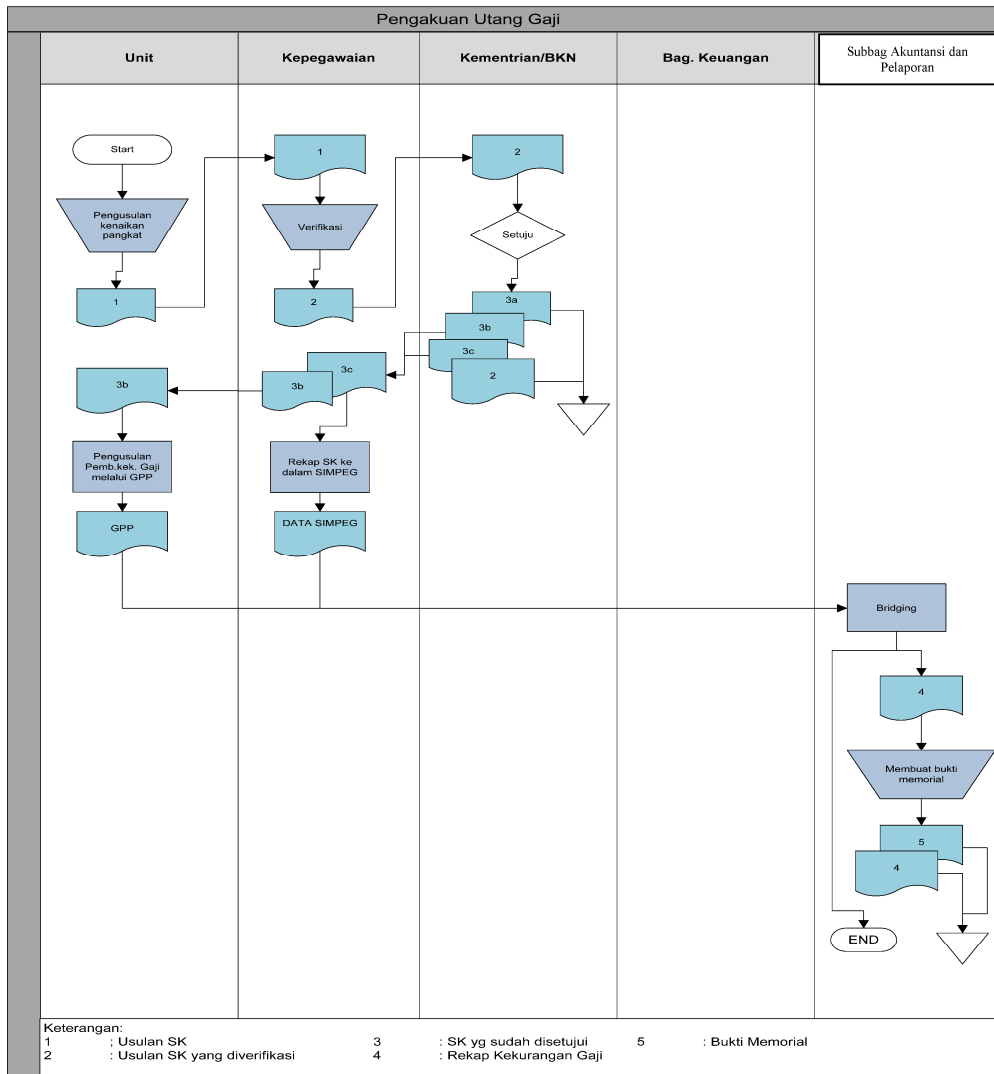 Pengakuan Utang Gaji
Unit
Kepegawaian
Kementrian/BKN
Bag. Keuangan
Subbag Akuntansi dan
Pelaporan
Start
Pengusulan
kenaikan
pangkat
1
1
Verifikasi
2
2
Setuju
3a
3b
3c
2
3c
3b
3b
Pengusulan
Pemb.kek. Gaji
melalui GPP
GPP
Rekap SK ke
dalam SIMPEG
DATA SIMPEG
Bridging
4
Membuat bukti
memorial
5
4
END
Keterangan:
1 : Usulan SK 3 : SK yg sudah disetujui 5 : Bukti Memorial
2 : Usulan SK yang diverifikasi 4 : Rekap Kekurangan Gaji